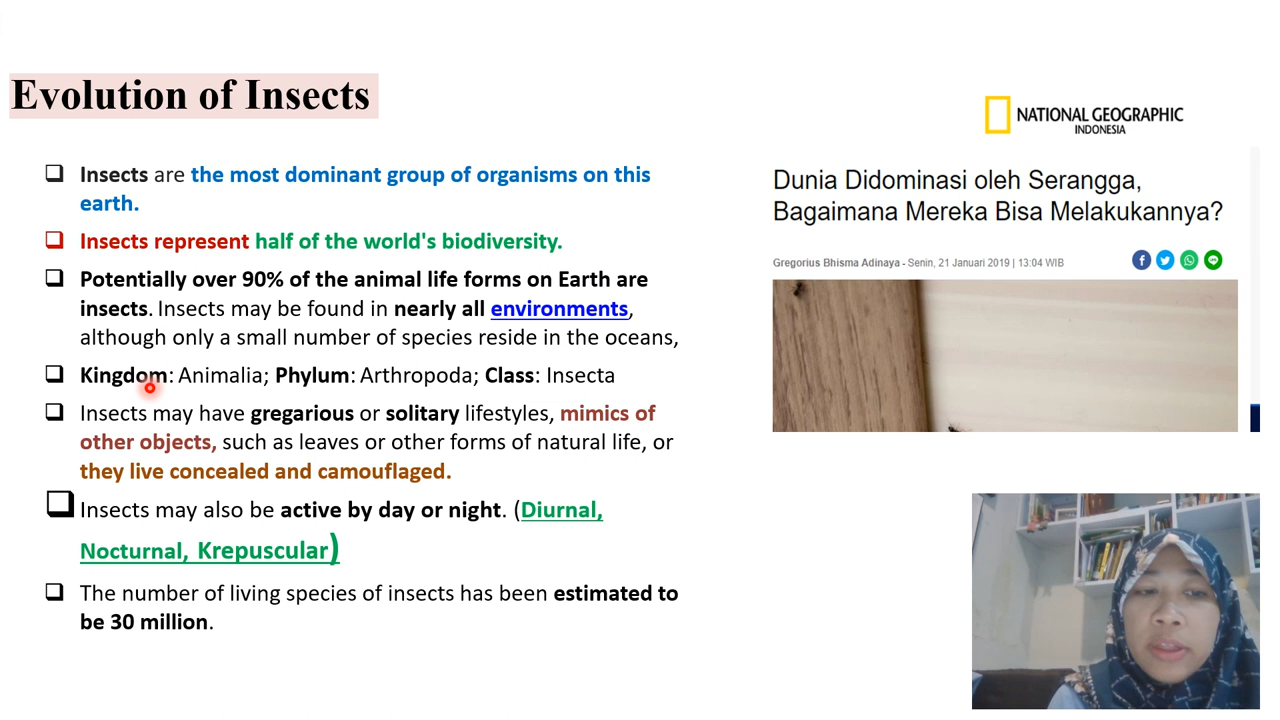 Evolution of Insects
Insects are the most dominant group of organisms on this
earth.
Insects represent half of the world's biodiversity.
Potentially over 90% of the animal life forms on Earth are
insects. Insects may be found in nearly all environments,
although only a small number of species reside in the oceans,
Kingdom: Animalia; Phylum: Arthropoda; Class: Insecta
Insects may have gregarious or solitary lifestyles, mimics of
other objects, such as leaves or other forms of natural life, or
they live concealed and camouflaged.
Insects may also be active by day or night. (Diurnal,
Nocturnal, Krepuscular)
The number of living species of insects has been estimated to
be 30 million.
NATIONAL GEOGRAPHIC
INDONESIA
Dunia Didominasi oleh Serangga,
Bagaimana Mereka Bisa Melakukannya?
Gregorius Bhisma Adinaya - Senin, 21 Januari 2019 | 13:04 WIB